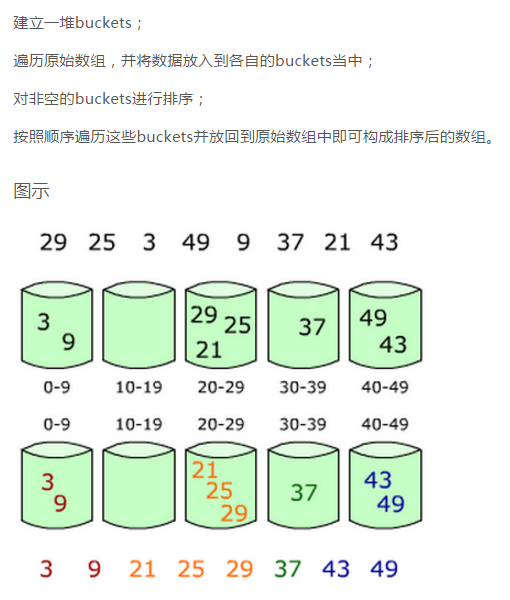 建立一堆buckets；
遍历原始数组，并将数据放入到各自的buckets当中；
对非空的buckets进行排序；
按照顺序遍历这些buckets并放回到原始数组中即可构成排序后的数组。
图示
29 25 3 49 9 37 21 43
3 9 29 25 21 37 49 43
0-9 10-19 20-29 30-39 40-49
0-9 10-19 20-29 30-39 40-49
3 9 21 25 29 37 43 49
3 9 21 25 29 37 43 49